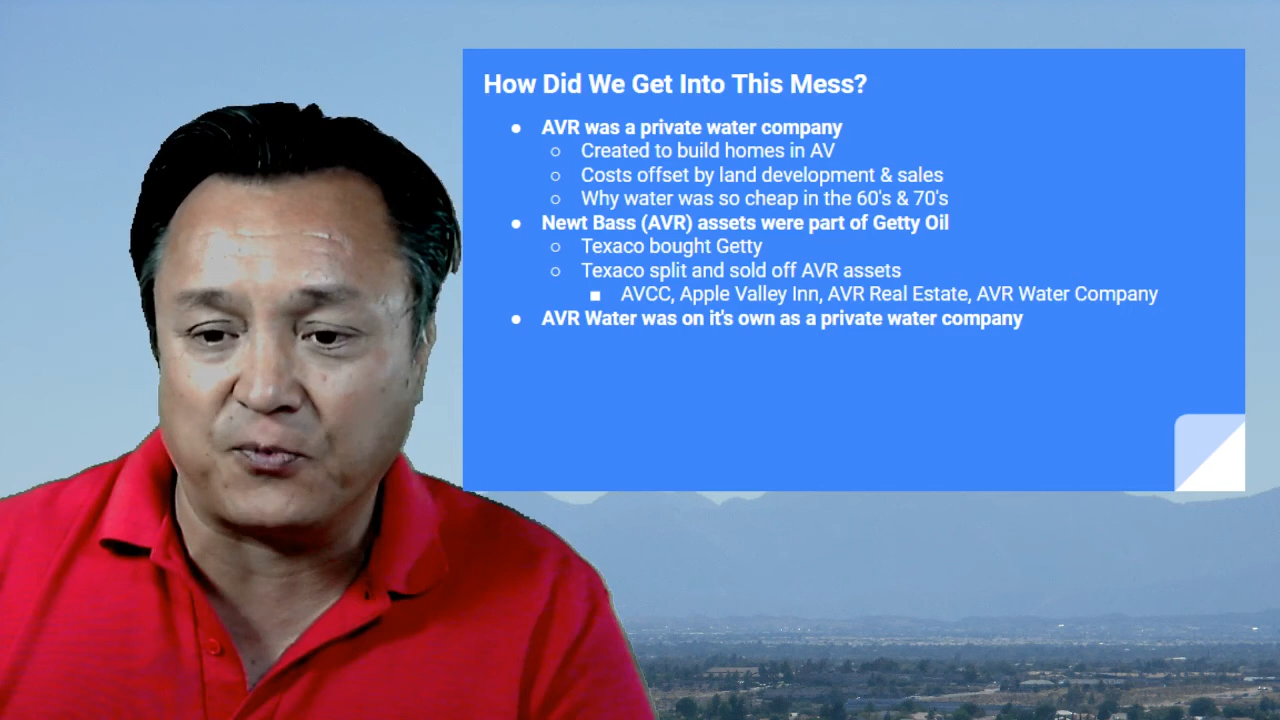 How Did We Get Into This Mess?
● AVR was a private water company
○ Created to build homes in AV
○ Costs offset by land development & sales
○ Why water was so cheap in the 60's & 70's
● Newt Bass (AVR) assets were part of Getty Oil
○ Texaco bought Getty
○ Texaco split and sold off AVR assets
■ AVCC, Apple Valley Inn, AVR Real Estate, AVR Water Company
● AVR Water was on it's own as a private water company